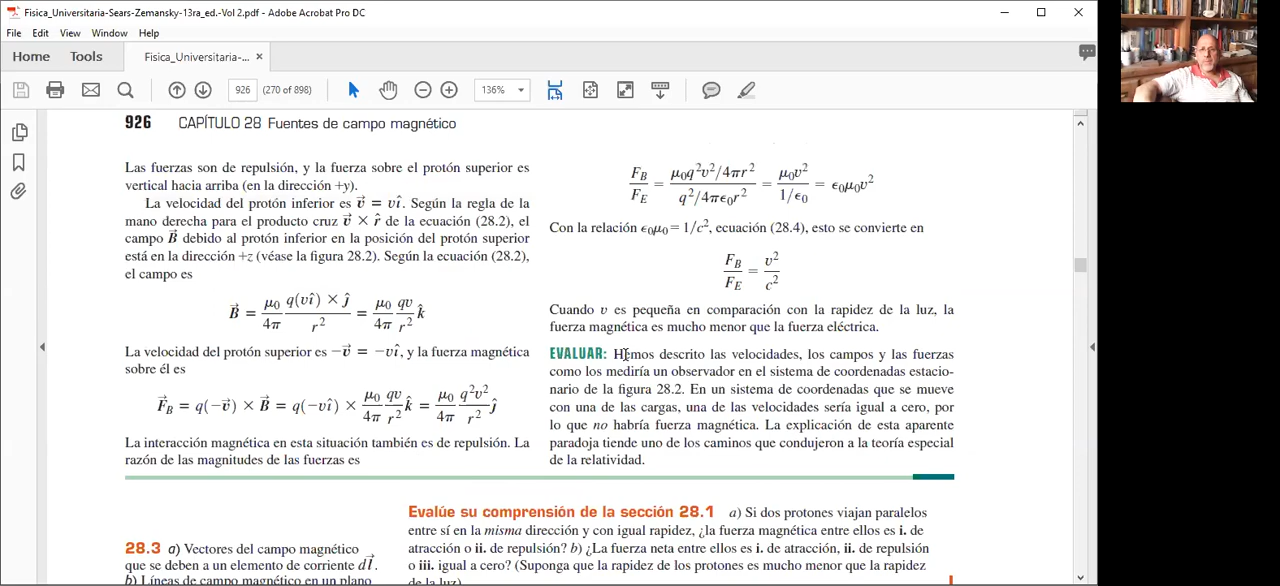 Fisica_Universitaria-Sears-Zemansky-13ra_ed.-Vol 2.pdf - Adobe Acrobat Pro DC
File Edit View Window Help
Home Tools Fisica_Universitaria-... ×
926 (270 of 898) 136%
926 CAPÍTULO 28 Fuentes de campo magnético
Las fuerzas son de repulsión, y la fuerza sobre el protón superior es
vertical hacia arriba (en la dirección +y).
La velocidad del protón inferior es v⃗ = vî. Según la regla de la
mano derecha para el producto cruz v⃗ × r̂ de la ecuación (28.2), el
campo B⃗ debido al protón inferior en la posición del protón superior
está en la dirección +z (véase la figura 28.2). Según la ecuación (28.2),
el campo es
B⃗ = μ₀/4π q(vî) × ĵ/r² = μ₀/4π qv/r² k̂
La velocidad del protón superior es −v⃗ = −vî, y la fuerza magnética
sobre él es
F⃗B = q(−v⃗) × B⃗ = q(−vî) × μ₀/4π qv/r² k̂ = μ₀/4π q²v²/r² ĵ
La interacción magnética en esta situación también es de repulsión. La
razón de las magnitudes de las fuerzas es
FB/FE = μ₀q²v²/4πr² / q²/4πϵ₀r² = μ₀v²/1/ϵ₀ = ϵ₀μ₀v²
Con la relación ϵ₀μ₀ = 1/c², ecuación (28.4), esto se convierte en
FB/FE = v²/c²
Cuando v es pequeña en comparación con la rapidez de la luz, la
fuerza magnética es mucho menor que la fuerza eléctrica.
EVALUAR: Hemos descrito las velocidades, los campos y las fuerzas
como los mediría un observador en el sistema de coordenadas estacio-
nario de la figura 28.2. En un sistema de coordenadas que se mueve
con una de las cargas, una de las velocidades sería igual a cero, por
lo que no habría fuerza magnética. La explicación de esta aparente
paradoja tiende uno de los caminos que condujeron a la teoría especial
de la relatividad.
28.3 a) Vectores del campo magnético
que se deben a un elemento de corriente dl⃗.
b) Líneas de campo magnético en un plano
Evalúe su comprensión de la sección 28.1 a) Si dos protones viajan paralelos
entre sí en la misma dirección y con igual rapidez, ¿la fuerza magnética entre ellos es i. de
atracción o ii. de repulsión? b) ¿La fuerza neta entre ellos es i. de atracción, ii. de repulsión
o iii. igual a cero? (Suponga que la rapidez de los protones es mucho menor que la rapidez
de la luz)